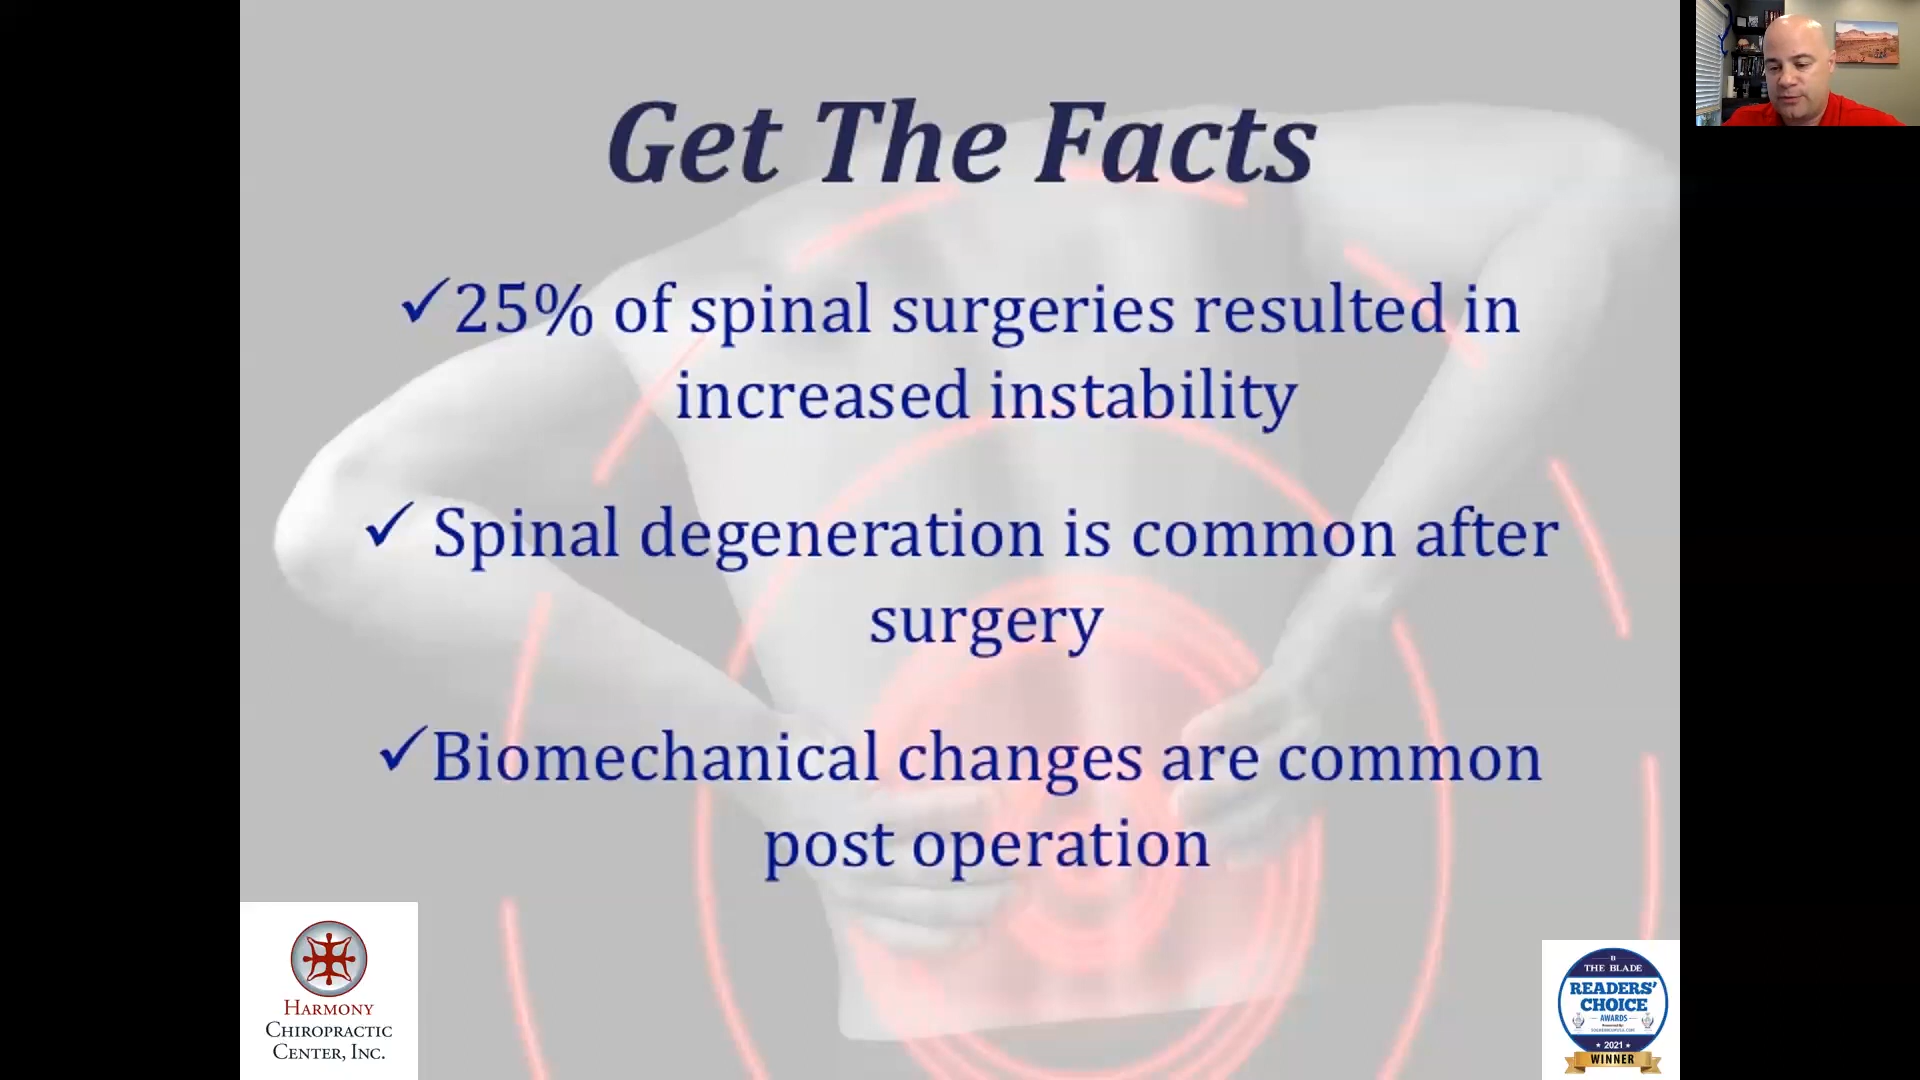 Get The Facts
✓25% of spinal surgeries resulted in
increased instability
✓ Spinal degeneration is common after
surgery
✓Biomechanical changes are common
post operation
HARMONY
CHIROPRACTIC
CENTER, INC.
B
THE BLADE
READERS'
CHOICE
AWARDS
2021
WINNER